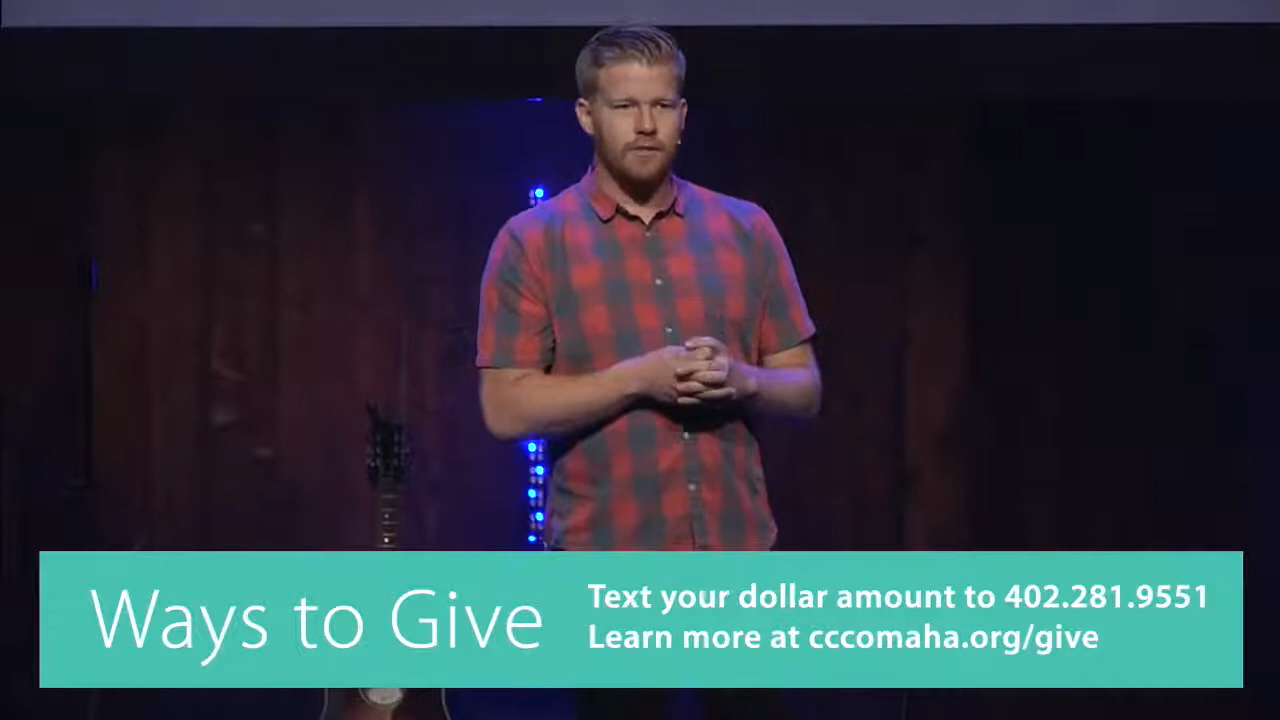 Ways to Give
Text your dollar amount to 402.281.9551
Learn more at cccomaha.org/give